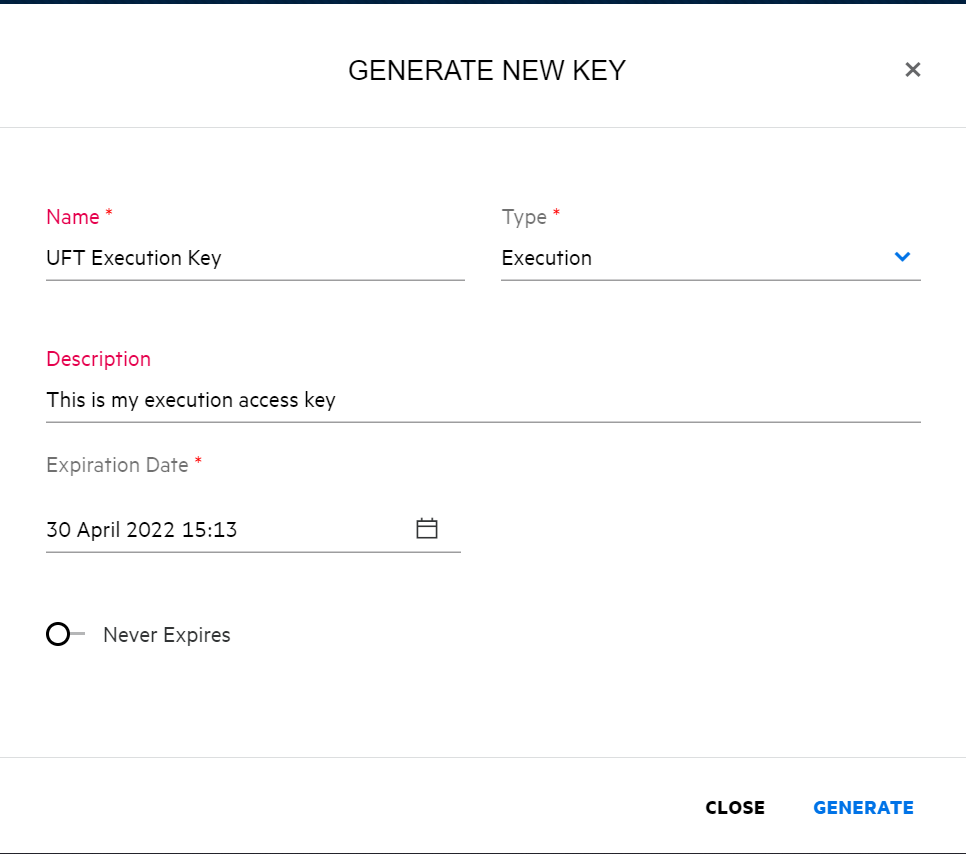 GENERATE NEW KEY
Name *
Type *
UFT Execution Key
Execution
Description
This is my execution access key
Expiration Date *
30 April 2022 15:13
Never Expires
CLOSE
GENERATE